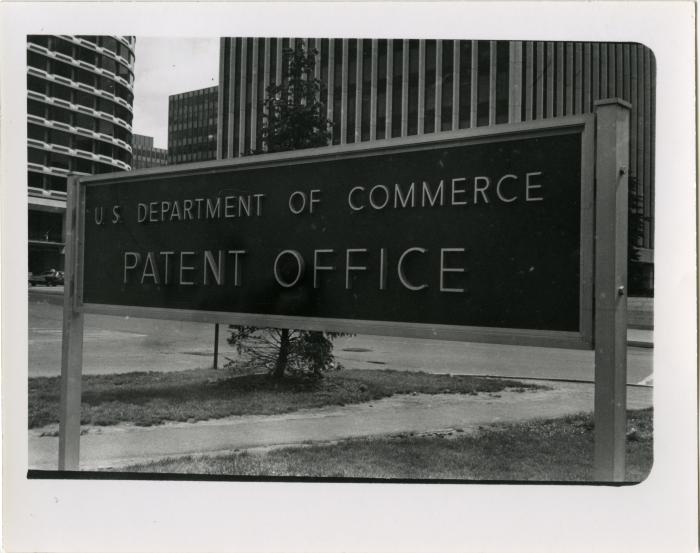 U.S. DEPARTMENT OF COMMERCE
PATENT OFFICE